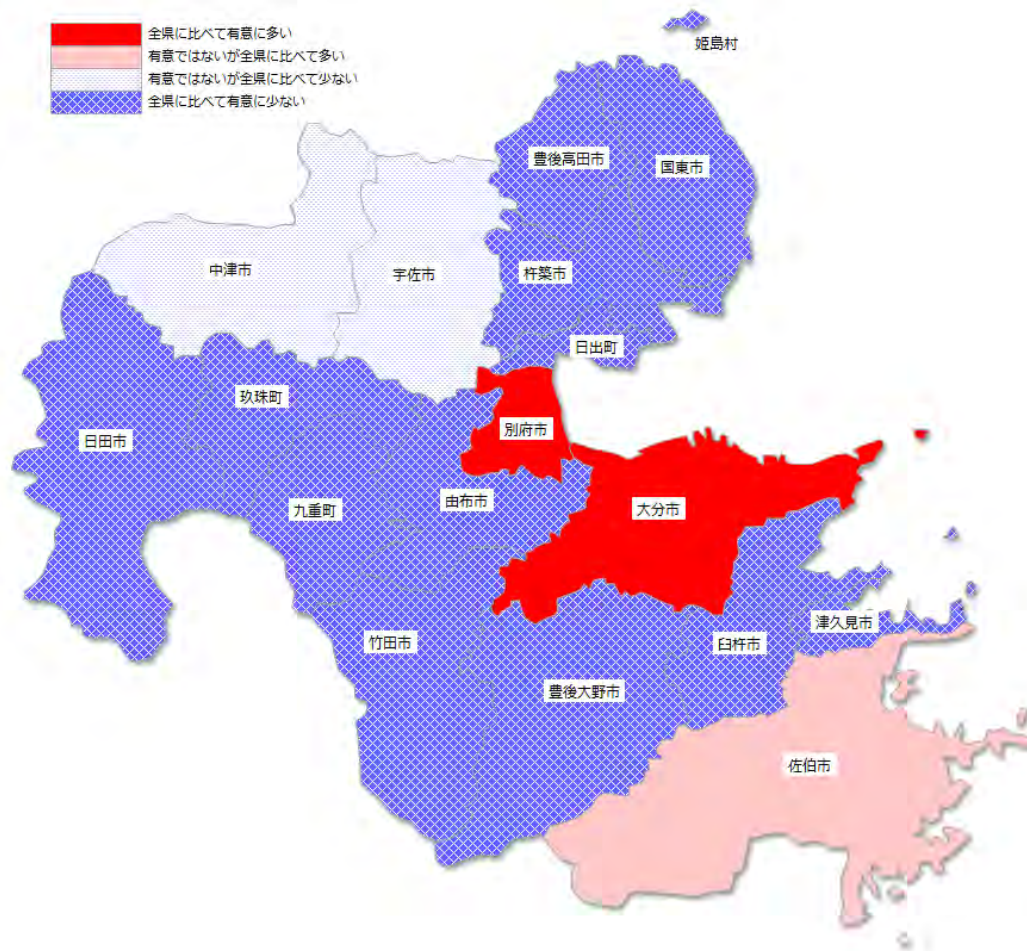 全県に比べて有意に多い
有意ではないが全県に比べて多い
有意ではないが全県に比べて少ない
全県に比べて有意に少ない
姫島村
豊後高田市
国東市
中津市
宇佐市
杵築市
日出町
玖珠町
別府市
日田市
九重町
由布市
大分市
竹田市
臼杵市
津久見市
豊後大野市
佐伯市